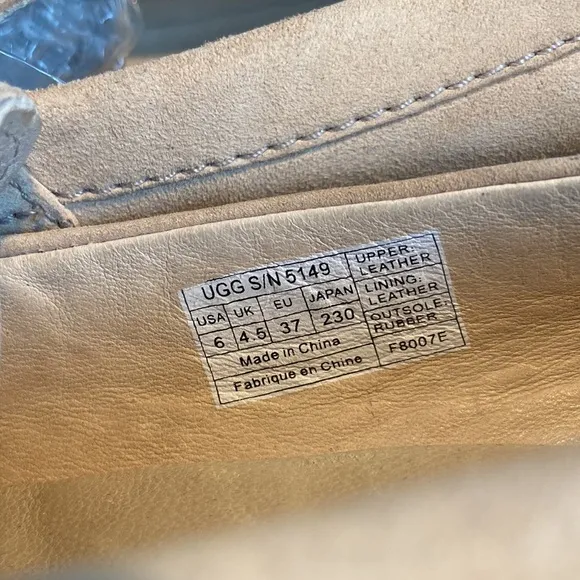 UGG S/N 5149
USA UK EU JAPAN
6 4.5 37 230
Made in China
Fabrique en Chine
UPPER:
LEATHER
LINING:
LEATHER
OUTSOLE:
RUBBER
F8007E